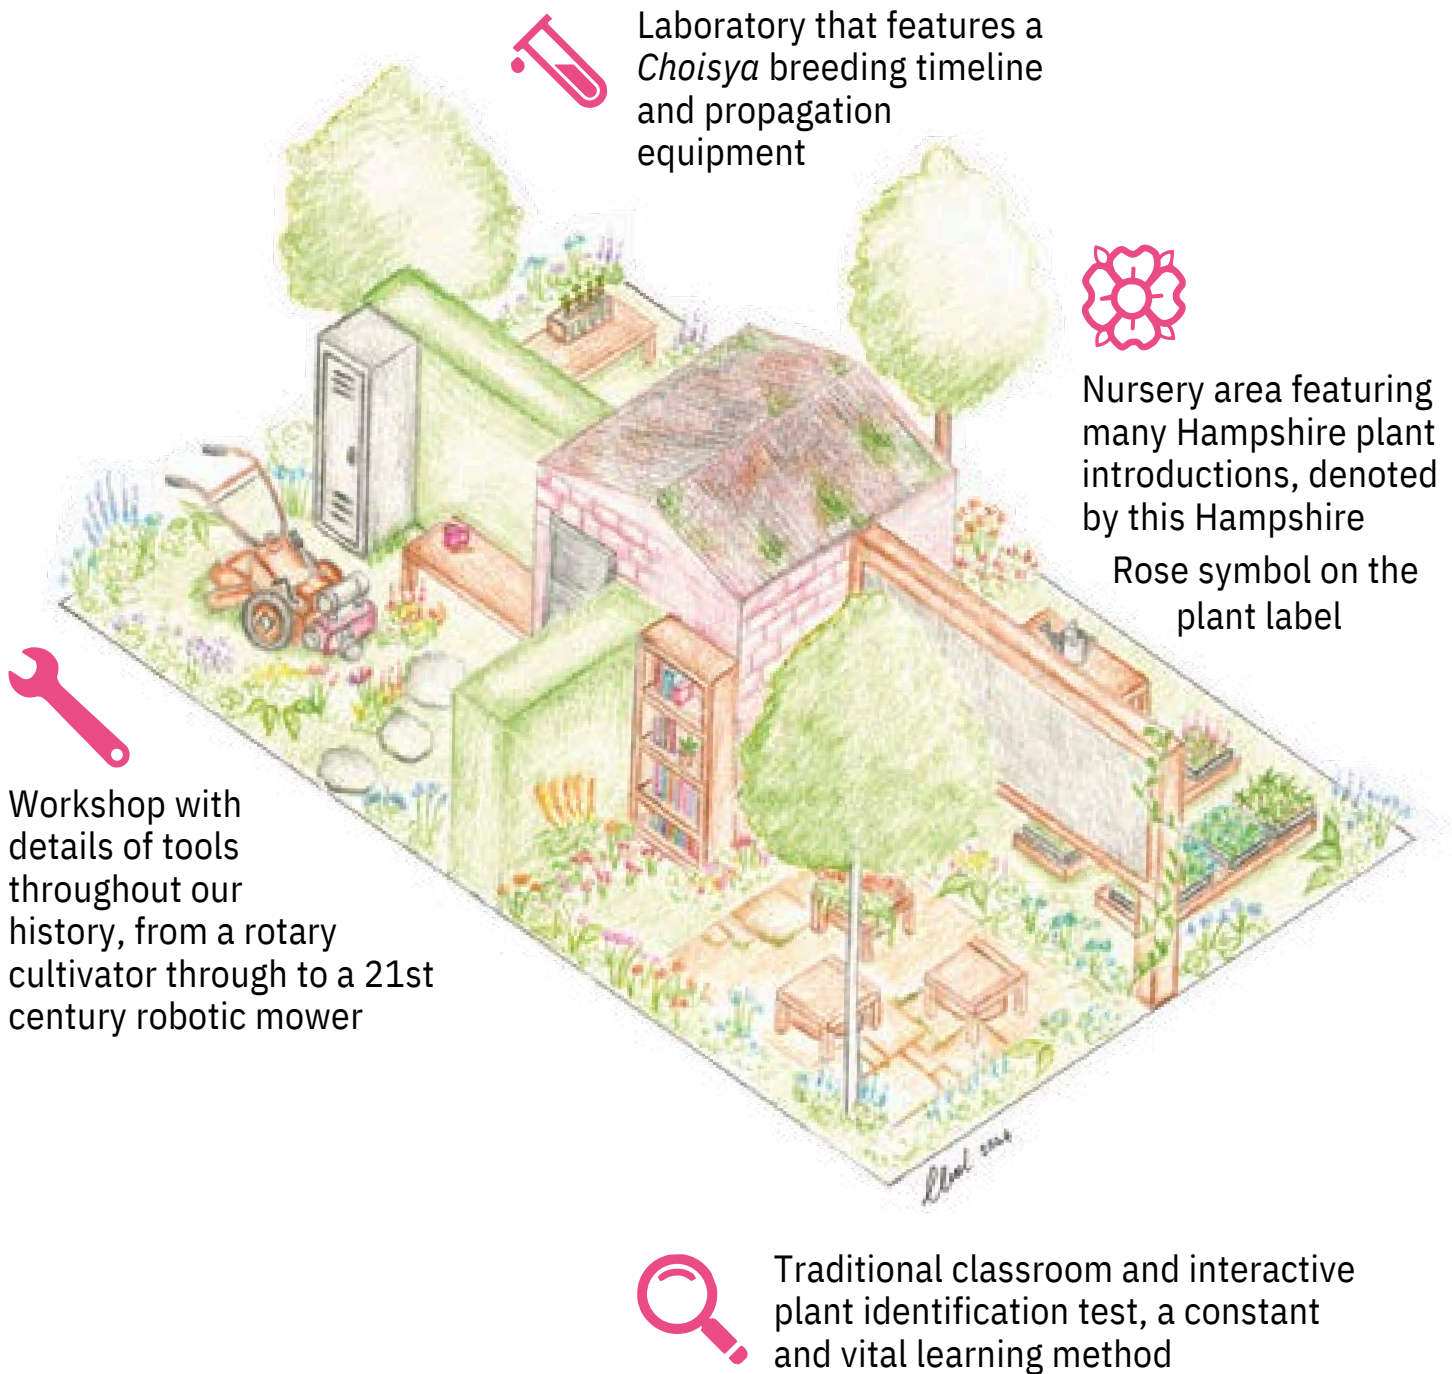 Laboratory that features a
Choisya breeding timeline
and propagation
equipment
Nursery area featuring
many Hampshire plant
introductions, denoted
by this Hampshire
Rose symbol on the
plant label
Workshop with
details of tools
throughout our
history, from a rotary
cultivator through to a 21st
century robotic mower
Traditional classroom and interactive
plant identification test, a constant
and vital learning method